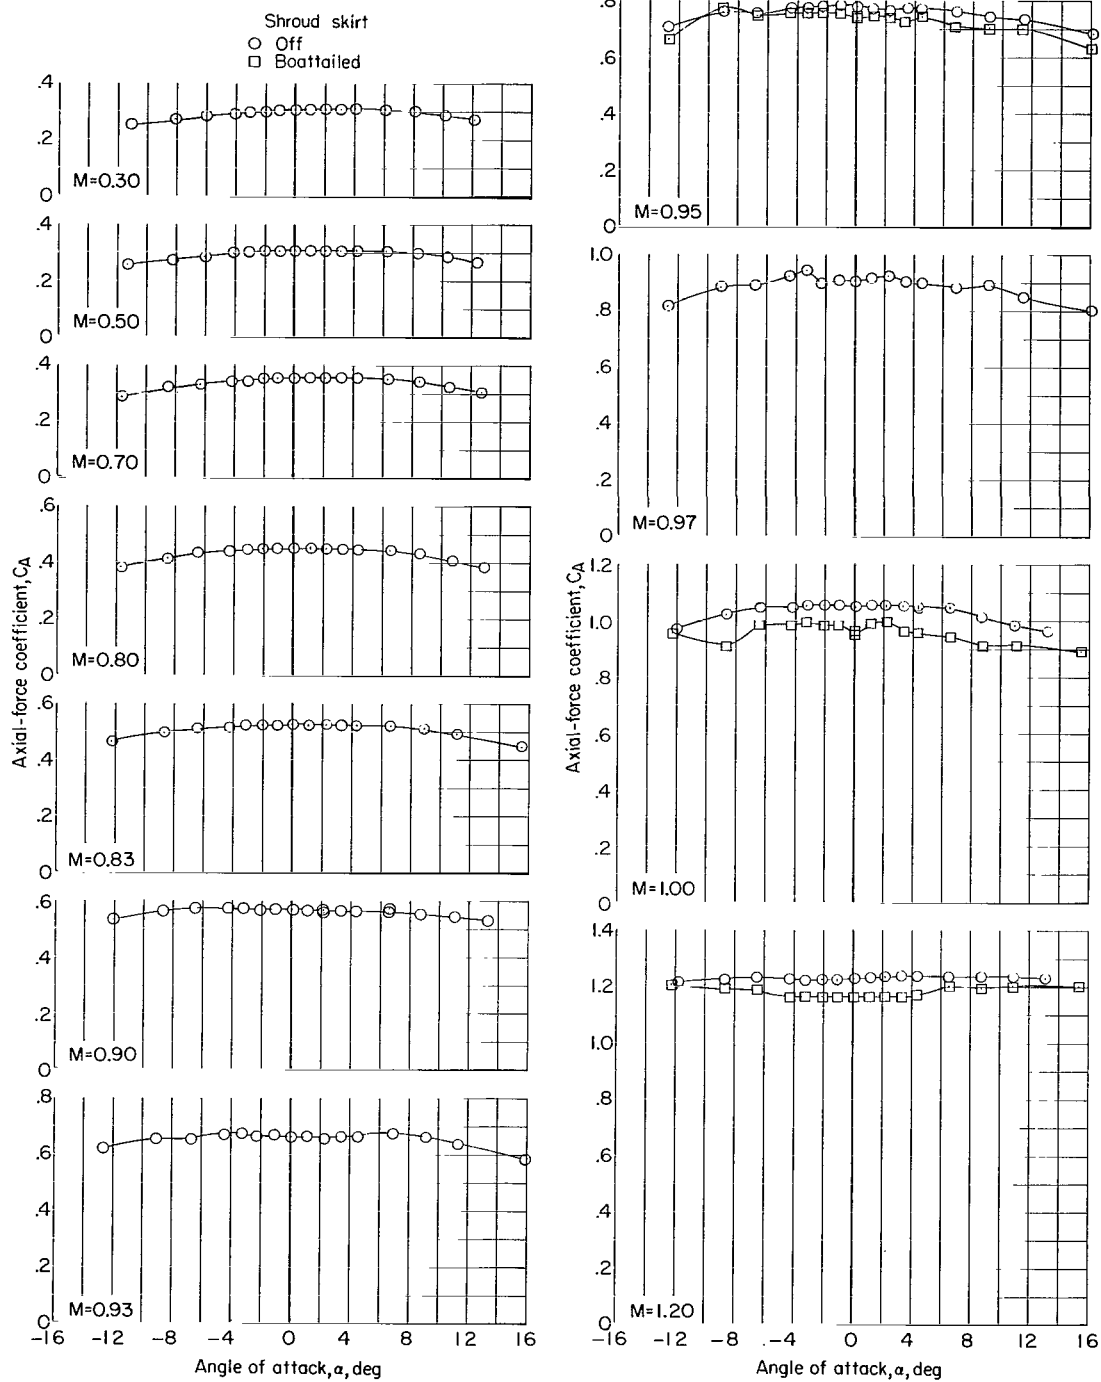 Shroud skirt
Off
Boattailed
.4
.2
0
M=0.30
.4
.2
0
M=0.50
.4
.2
0
M=0.70
.6
.4
.2
0
M=0.80
.6
.4
.2
0
M=0.83
.6
.4
.2
0
M=0.90
.8
.6
.4
.2
0
M=0.93
-16 -12 -8 -4 0 4 8 12 16
Angle of attack, α, deg
Axial-force coefficient, CA
.8
.6
.4
.2
0
M=0.95
1.0
.8
.6
.4
.2
0
M=0.97
1.2
1.0
.8
.6
.4
.2
0
M=1.00
1.4
1.2
1.0
.8
.6
.4
.2
0
M=1.20
-16 -12 -8 -4 0 4 8 12 16
Angle of attack, α, deg
Axial-force coefficient, CA